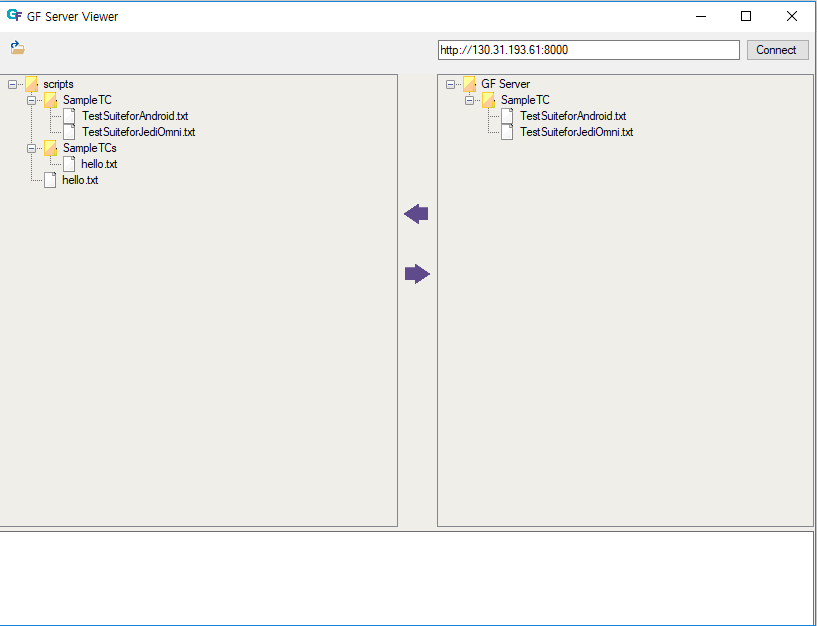 GF GF Server Viewer
http://130.31.193.61:8000 Connect
scripts
SampleTC
TestSuiteforAndroid.txt
TestSuiteforJediOmni.txt
SampleTCs
hello.txt
hello.txt
GF Server
SampleTC
TestSuiteforAndroid.txt
TestSuiteforJediOmni.txt